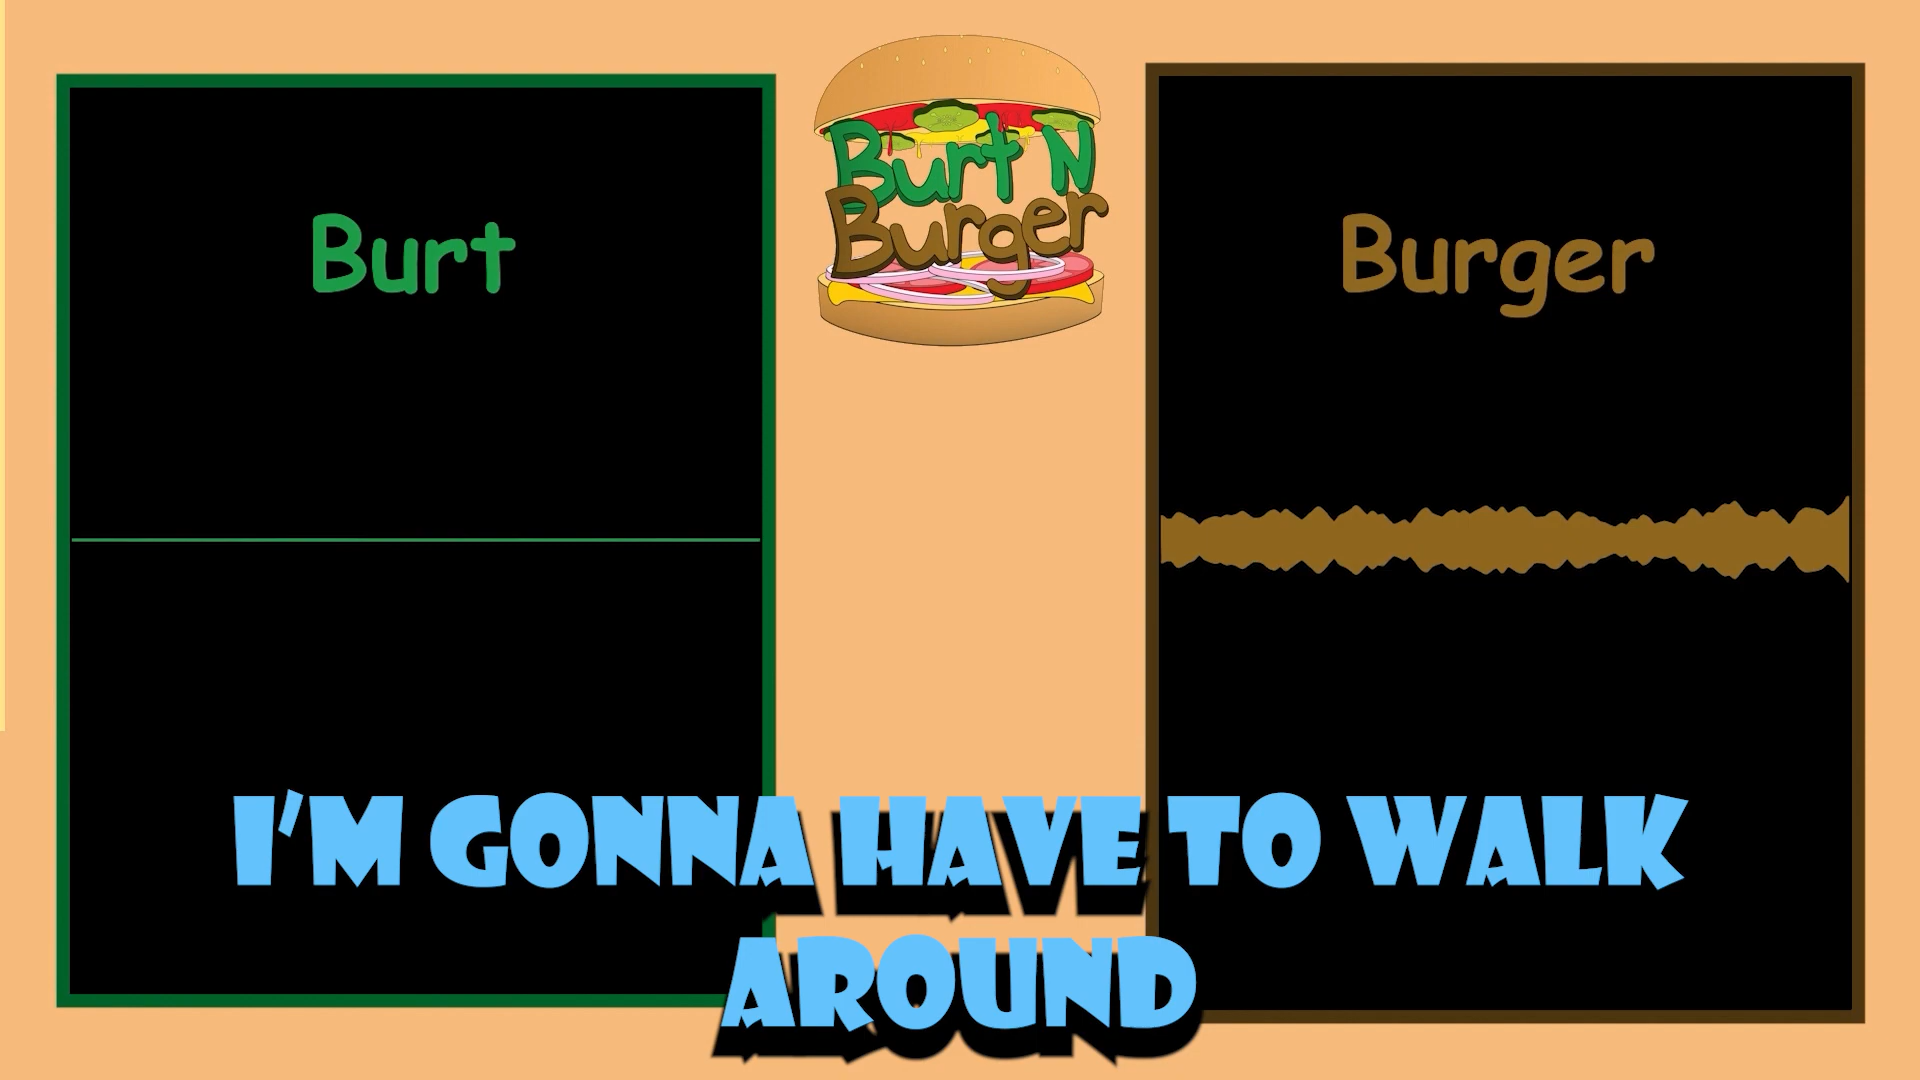 Burt N
Burger
Burt
Burger
I'M GONNA HAVE TO WALK
AROUND